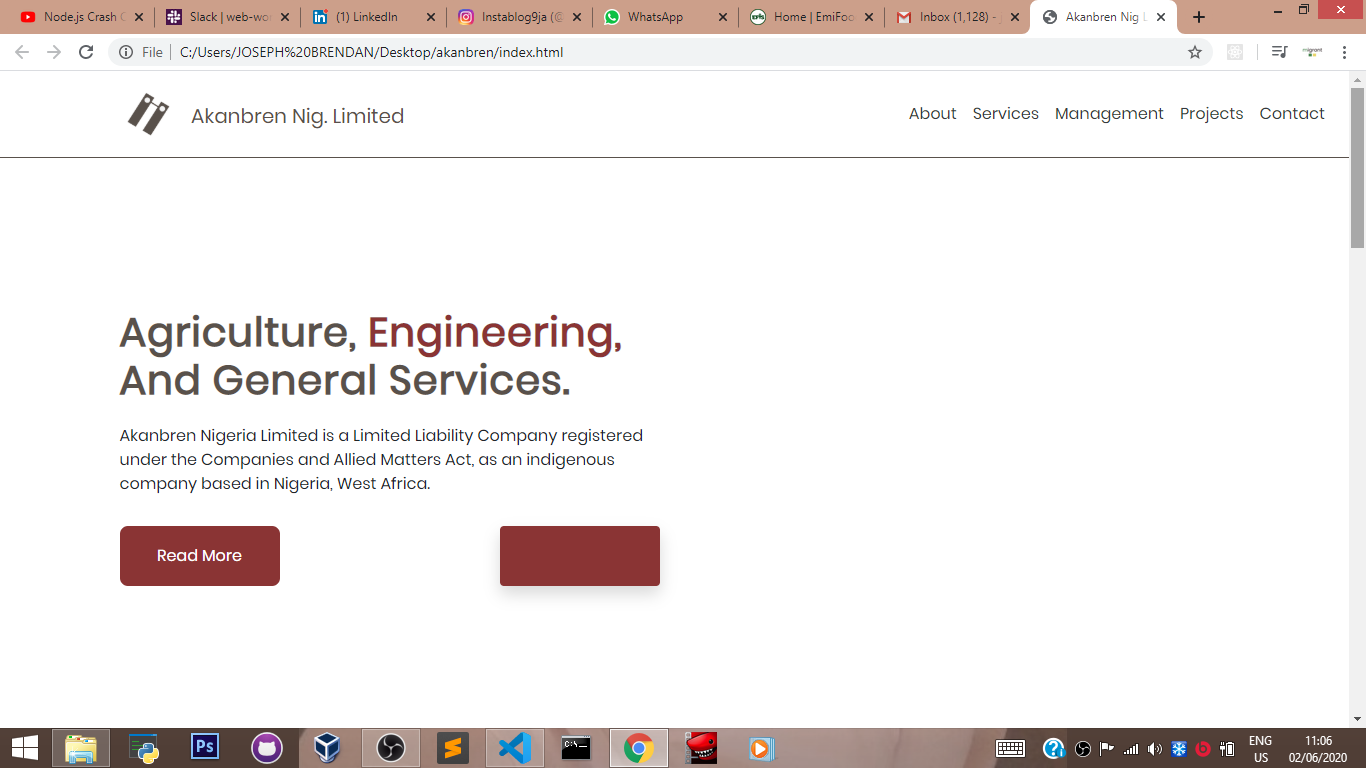 Node.js Crash C
Slack | web-wo
(1) LinkedIn
Instablog9ja (@
WhatsApp
Home | EmiFoo
Inbox (1,128) -
Akanbren Nig L
File
C:/Users/JOSEPH%20BRENDAN/Desktop/akanbren/index.html
Akanbren Nig. Limited
About Services Management Projects Contact
Agriculture, Engineering,
And General Services.
Akanbren Nigeria Limited is a Limited Liability Company registered
under the Companies and Allied Matters Act, as an indigenous
company based in Nigeria, West Africa.
Read More
Ps
ENG
US
11:06
02/06/2020